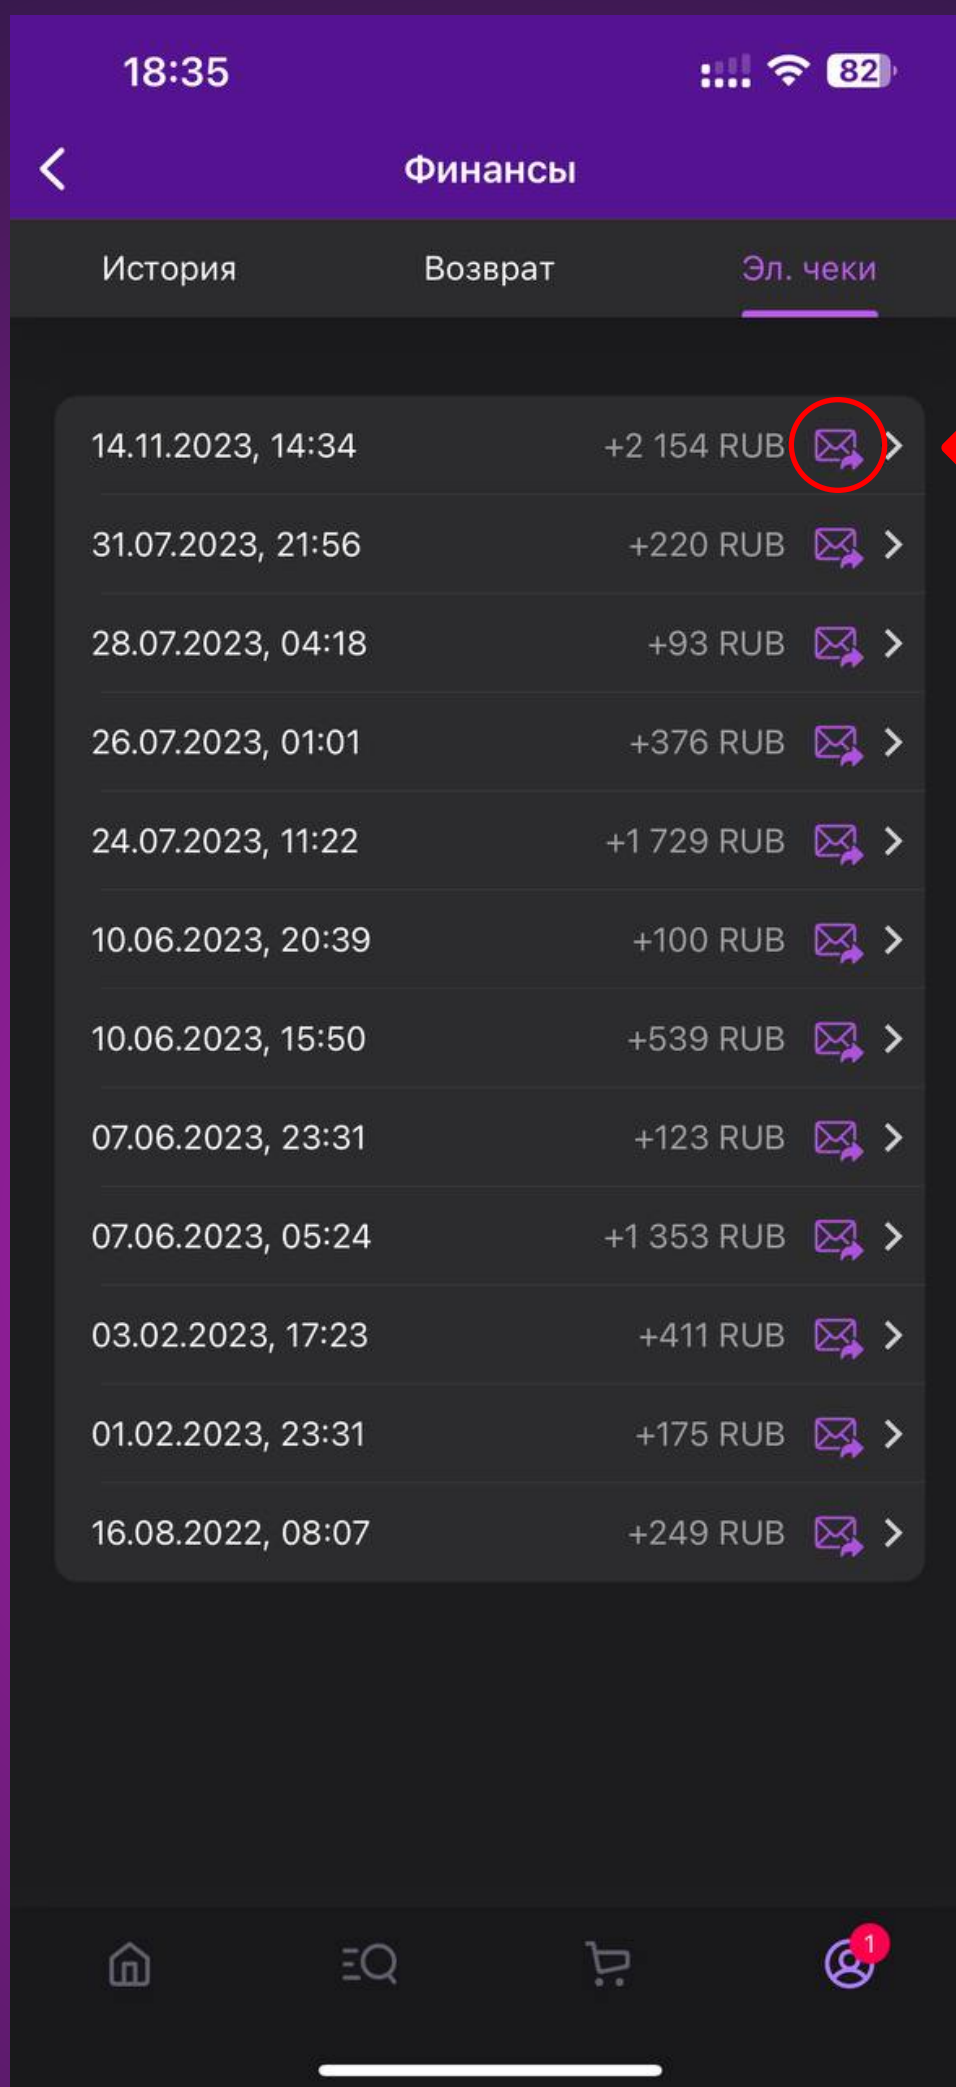 18:35
82
Финансы
История Возврат Эл. чеки
14.11.2023, 14:34 +2 154 RUB
31.07.2023, 21:56 +220 RUB
28.07.2023, 04:18 +93 RUB
26.07.2023, 01:01 +376 RUB
24.07.2023, 11:22 +1 729 RUB
10.06.2023, 20:39 +100 RUB
10.06.2023, 15:50 +539 RUB
07.06.2023, 23:31 +123 RUB
07.06.2023, 05:24 +1 353 RUB
03.02.2023, 17:23 +411 RUB
01.02.2023, 23:31 +175 RUB
16.08.2022, 08:07 +249 RUB
1